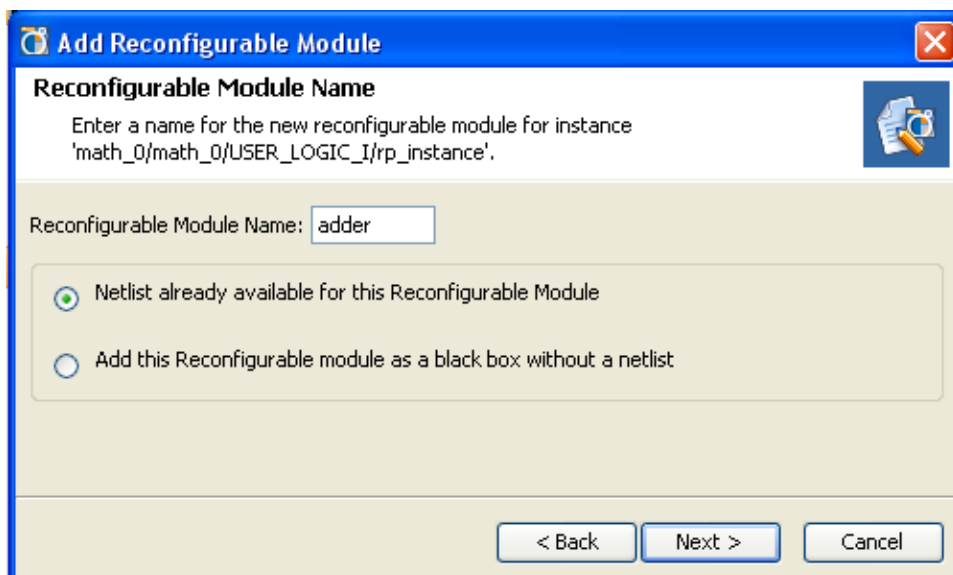 Add Reconfigurable Module
Reconfigurable Module Name
Enter a name for the new reconfigurable module for instance
'math_0/math_0/USER_LOGIC_I/rp_instance'.
Reconfigurable Module Name: adder
Netlist already available for this Reconfigurable Module
Add this Reconfigurable module as a black box without a netlist
< Back Next > Cancel